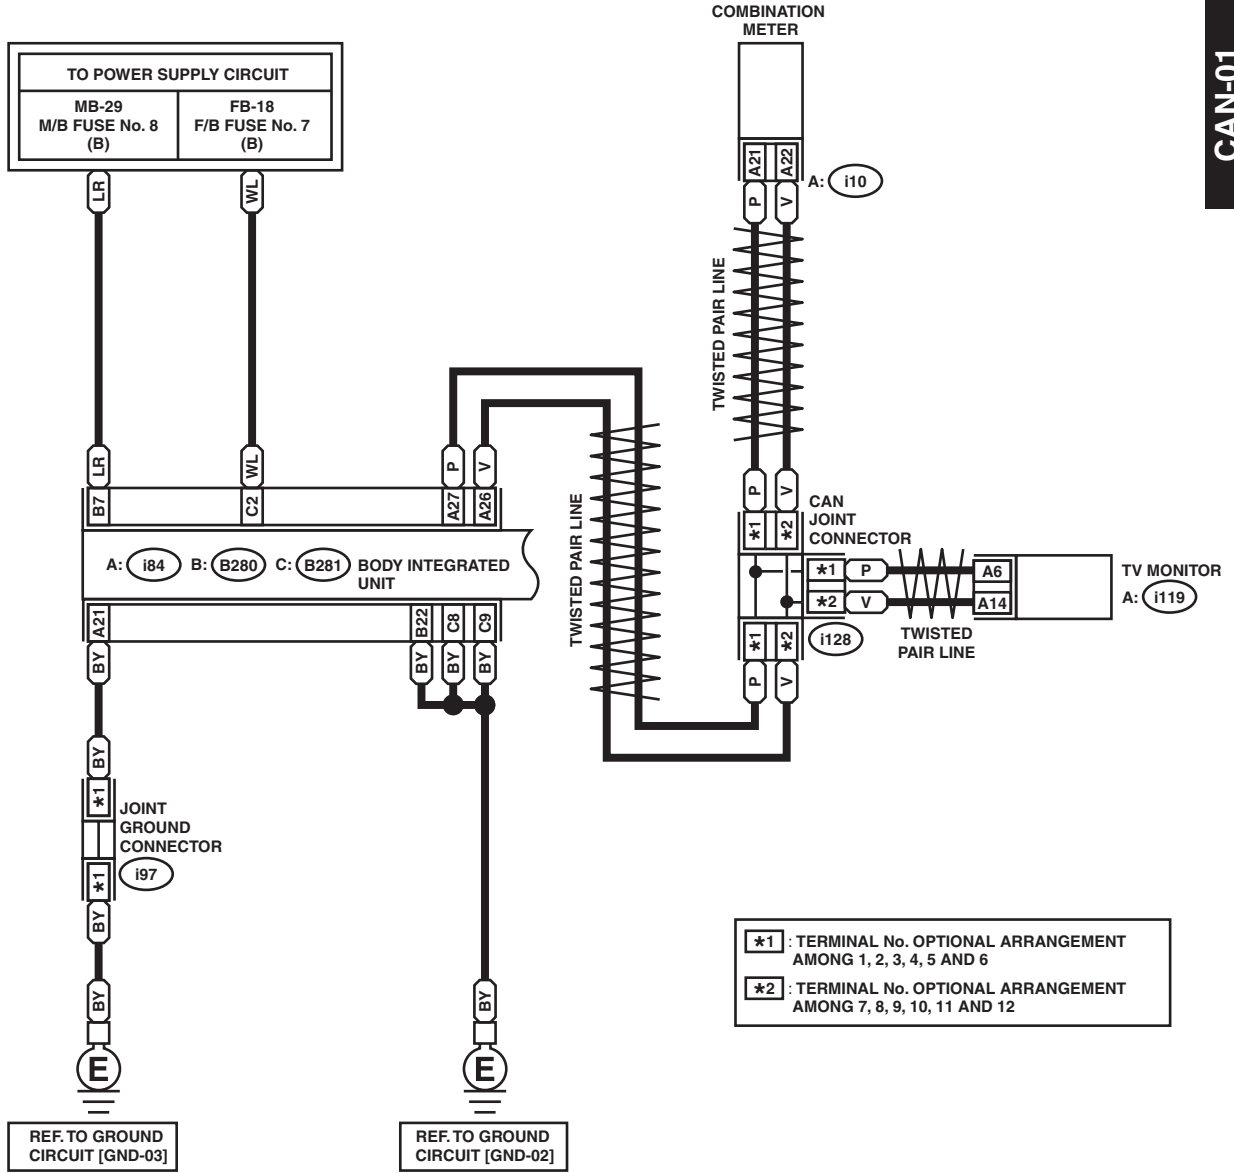 COMBINATION
METER
CAN-01
TO POWER SUPPLY CIRCUIT
MB-29
M/B FUSE No. 8
(B)
FB-18
F/B FUSE No. 7
(B)
LR
WL
A21
A22
A: i10
P
V
TWISTED PAIR LINE
LR
WL
P
V
B7
C2
A27
A26
A: i84 B: B280 C: B281 BODY INTEGRATED
UNIT
A21
B22
C8
C9
BY
BY
BY
BY
TWISTED PAIR LINE
P
V
*1
*2
CAN
JOINT
CONNECTOR
*1
P
A6
*2
V
A14
TV MONITOR
A: i119
TWISTED
PAIR LINE
i128
*1
*2
P
V
BY
*1
JOINT
GROUND
CONNECTOR
i97
*1
BY
BY
BY
E
E
REF. TO GROUND
CIRCUIT [GND-03]
REF. TO GROUND
CIRCUIT [GND-02]
*1 : TERMINAL No. OPTIONAL ARRANGEMENT
AMONG 1, 2, 3, 4, 5 AND 6
*2 : TERMINAL No. OPTIONAL ARRANGEMENT
AMONG 7, 8, 9, 10, 11 AND 12